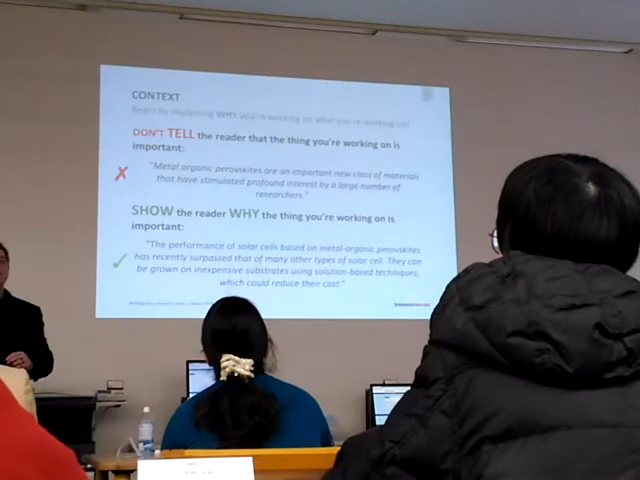 CONTEXT
Begin by explaining WHY you're working on what you're working on!
DON'T TELL the reader that the thing you're working on is
important:
✗ "Metal organic perovskites are an important new class of materials
that have stimulated profound interest by a large number of
researchers."
SHOW the reader WHY the thing you're working on is
important:
✓ "The performance of solar cells based on metal-organic perovskites
has recently surpassed that of many other types of solar cell. They can
be grown on inexpensive substrates using solution-based techniques,
which could reduce their cost."